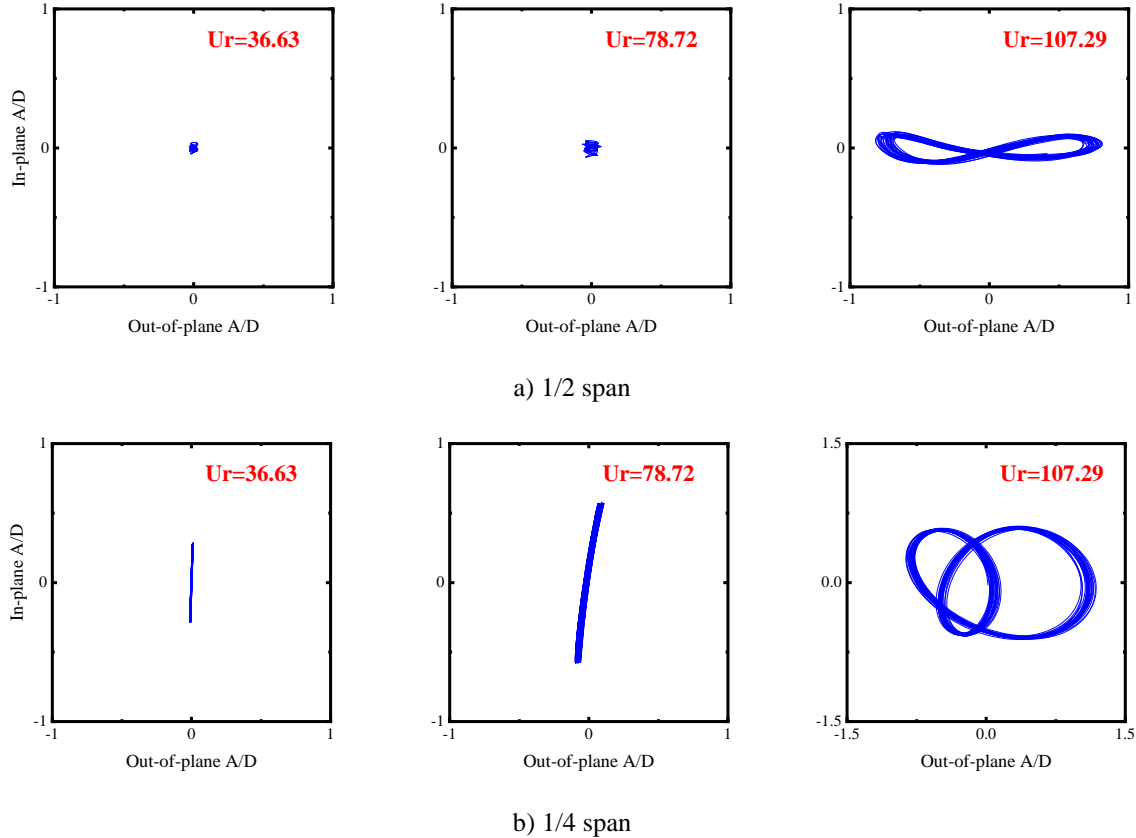 Ur=36.63
In-plane A/D
1
0
-1
-1
0
1
Out-of-plane A/D
Ur=78.72
1
0
-1
-1
0
1
Out-of-plane A/D
Ur=107.29
1
0
-1
-1
0
1
Out-of-plane A/D
a) 1/2 span
Ur=36.63
In-plane A/D
1
0
-1
-1
0
1
Out-of-plane A/D
Ur=78.72
1
0
-1
-1
0
1
Out-of-plane A/D
Ur=107.29
1.5
0.0
-1.5
-1.5
0.0
1.5
Out-of-plane A/D
b) 1/4 span